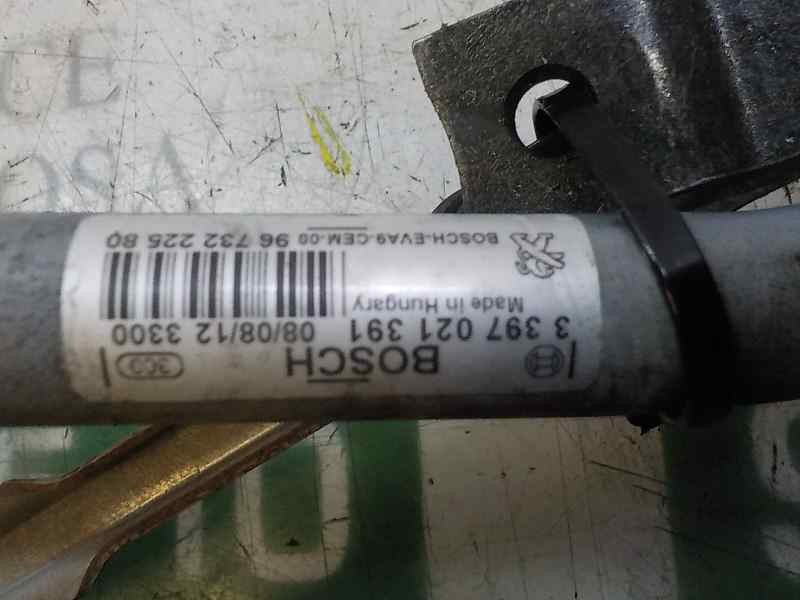 BOSCH 3C9
3 397 021 391 08/08/12 3300
Made in Hungary
BOSCH-EVA9-CEM-00 96 732 225 80